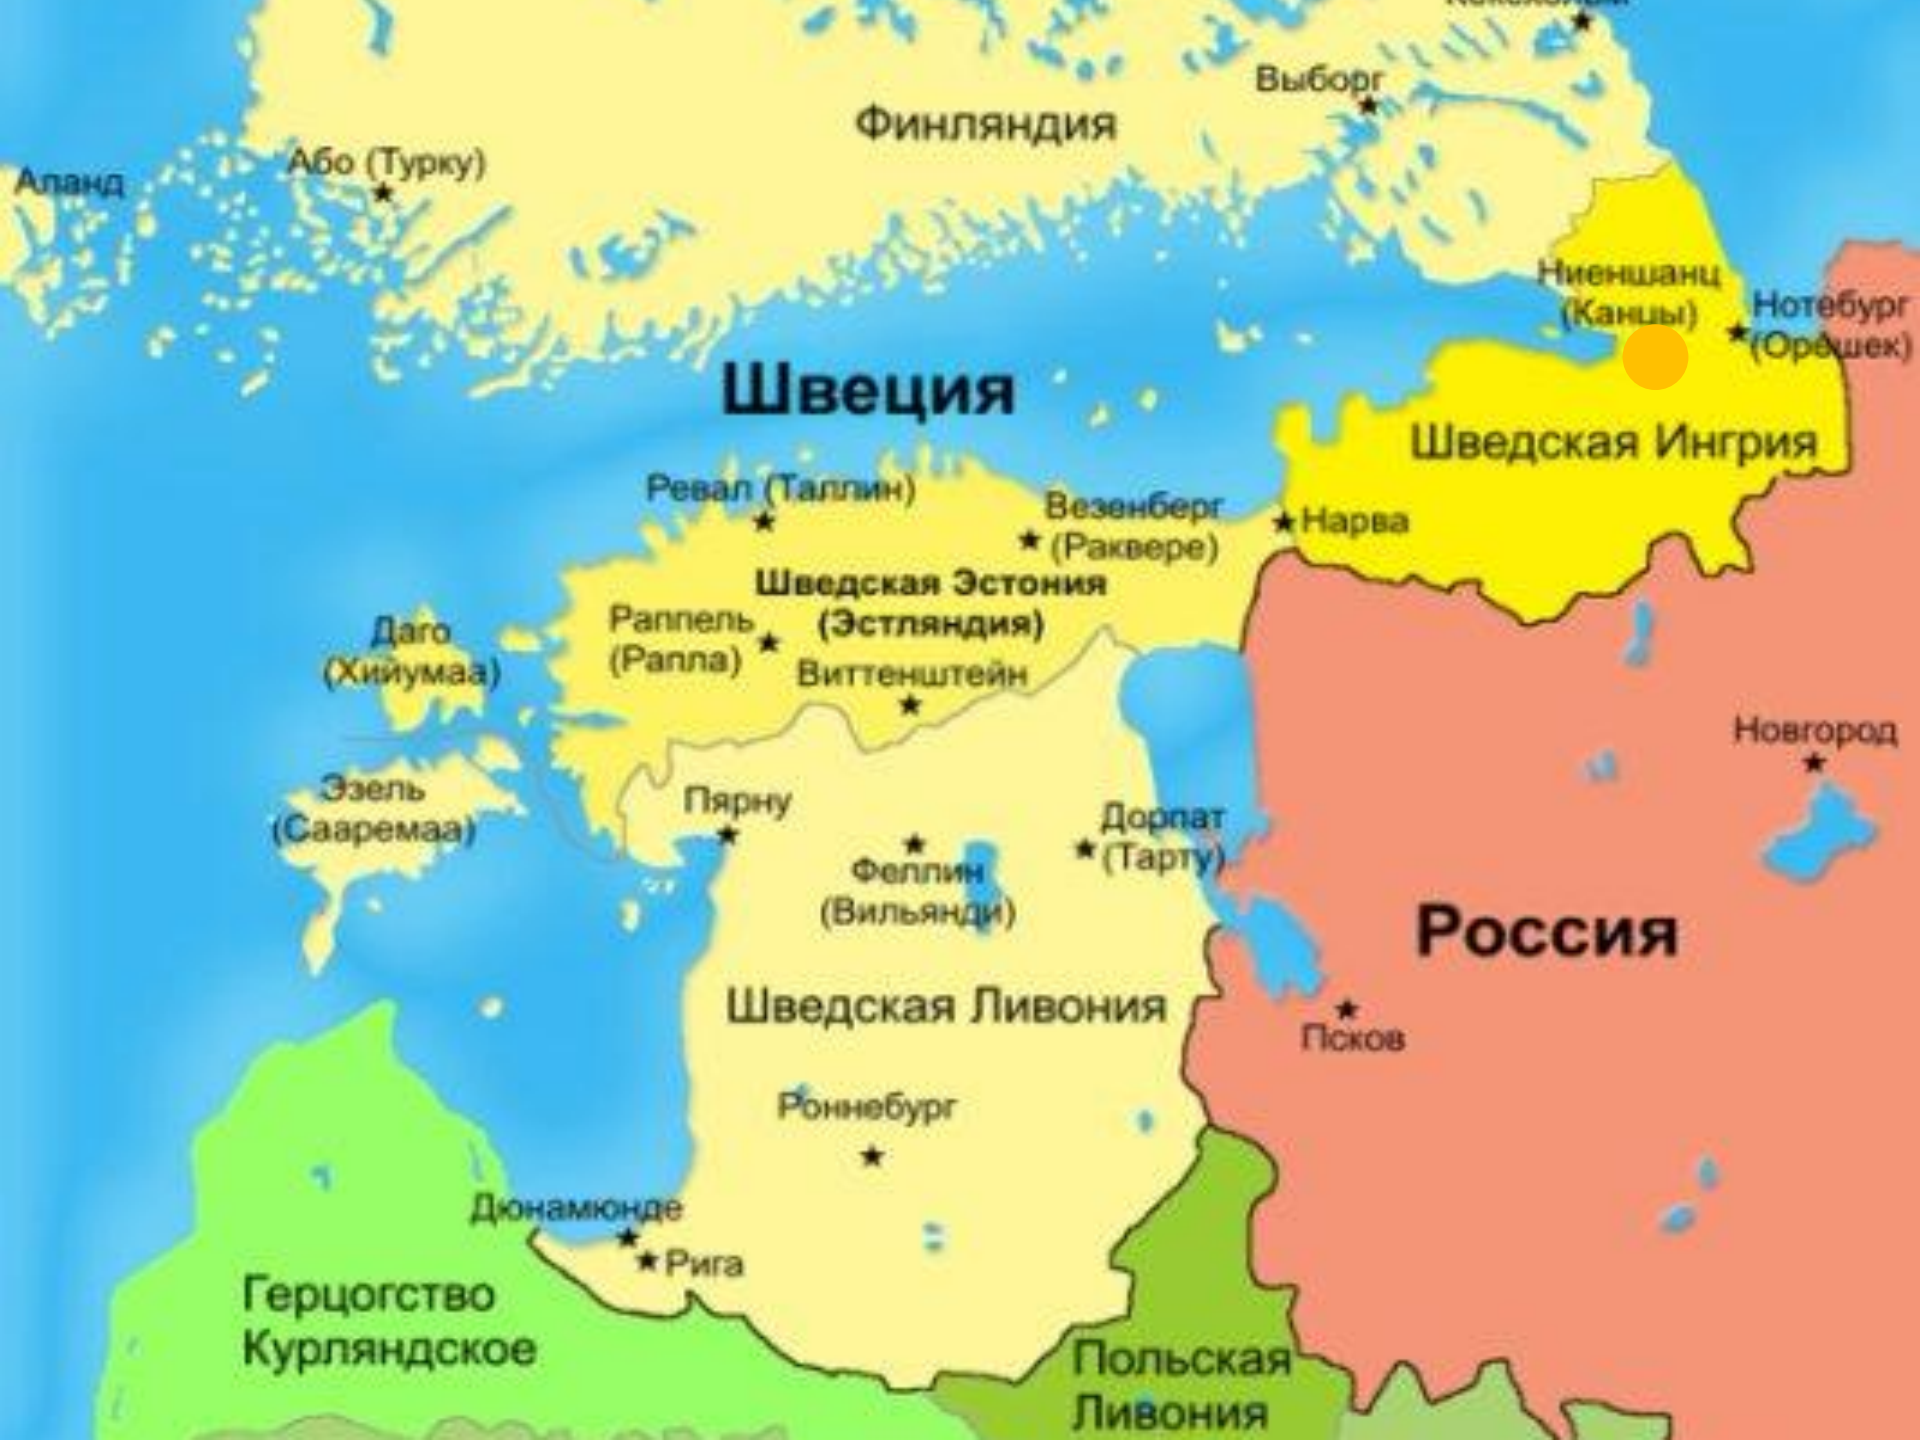 Кексхольм
Выборг
Финляндия
Або (Турку)
Аланд
Ниеншанц
(Канцы)
Нотебург
(Орешек)
Швеция
Шведская Ингрия
Ревал (Таллин)
Везенберг
(Раквере)
Нарва
Шведская Эстония
(Эстляндия)
Раппель
(Рапла)
Виттенштейн
Даго
(Хийумаа)
Новгород
Эзель
(Сааремаа)
Пярну
Дорпат
(Тарту)
Феллин
(Вильянди)
Россия
Шведская Ливония
Псков
Роннебург
Дюнамюнде
Рига
Герцогство
Курляндское
Польская
Ливония